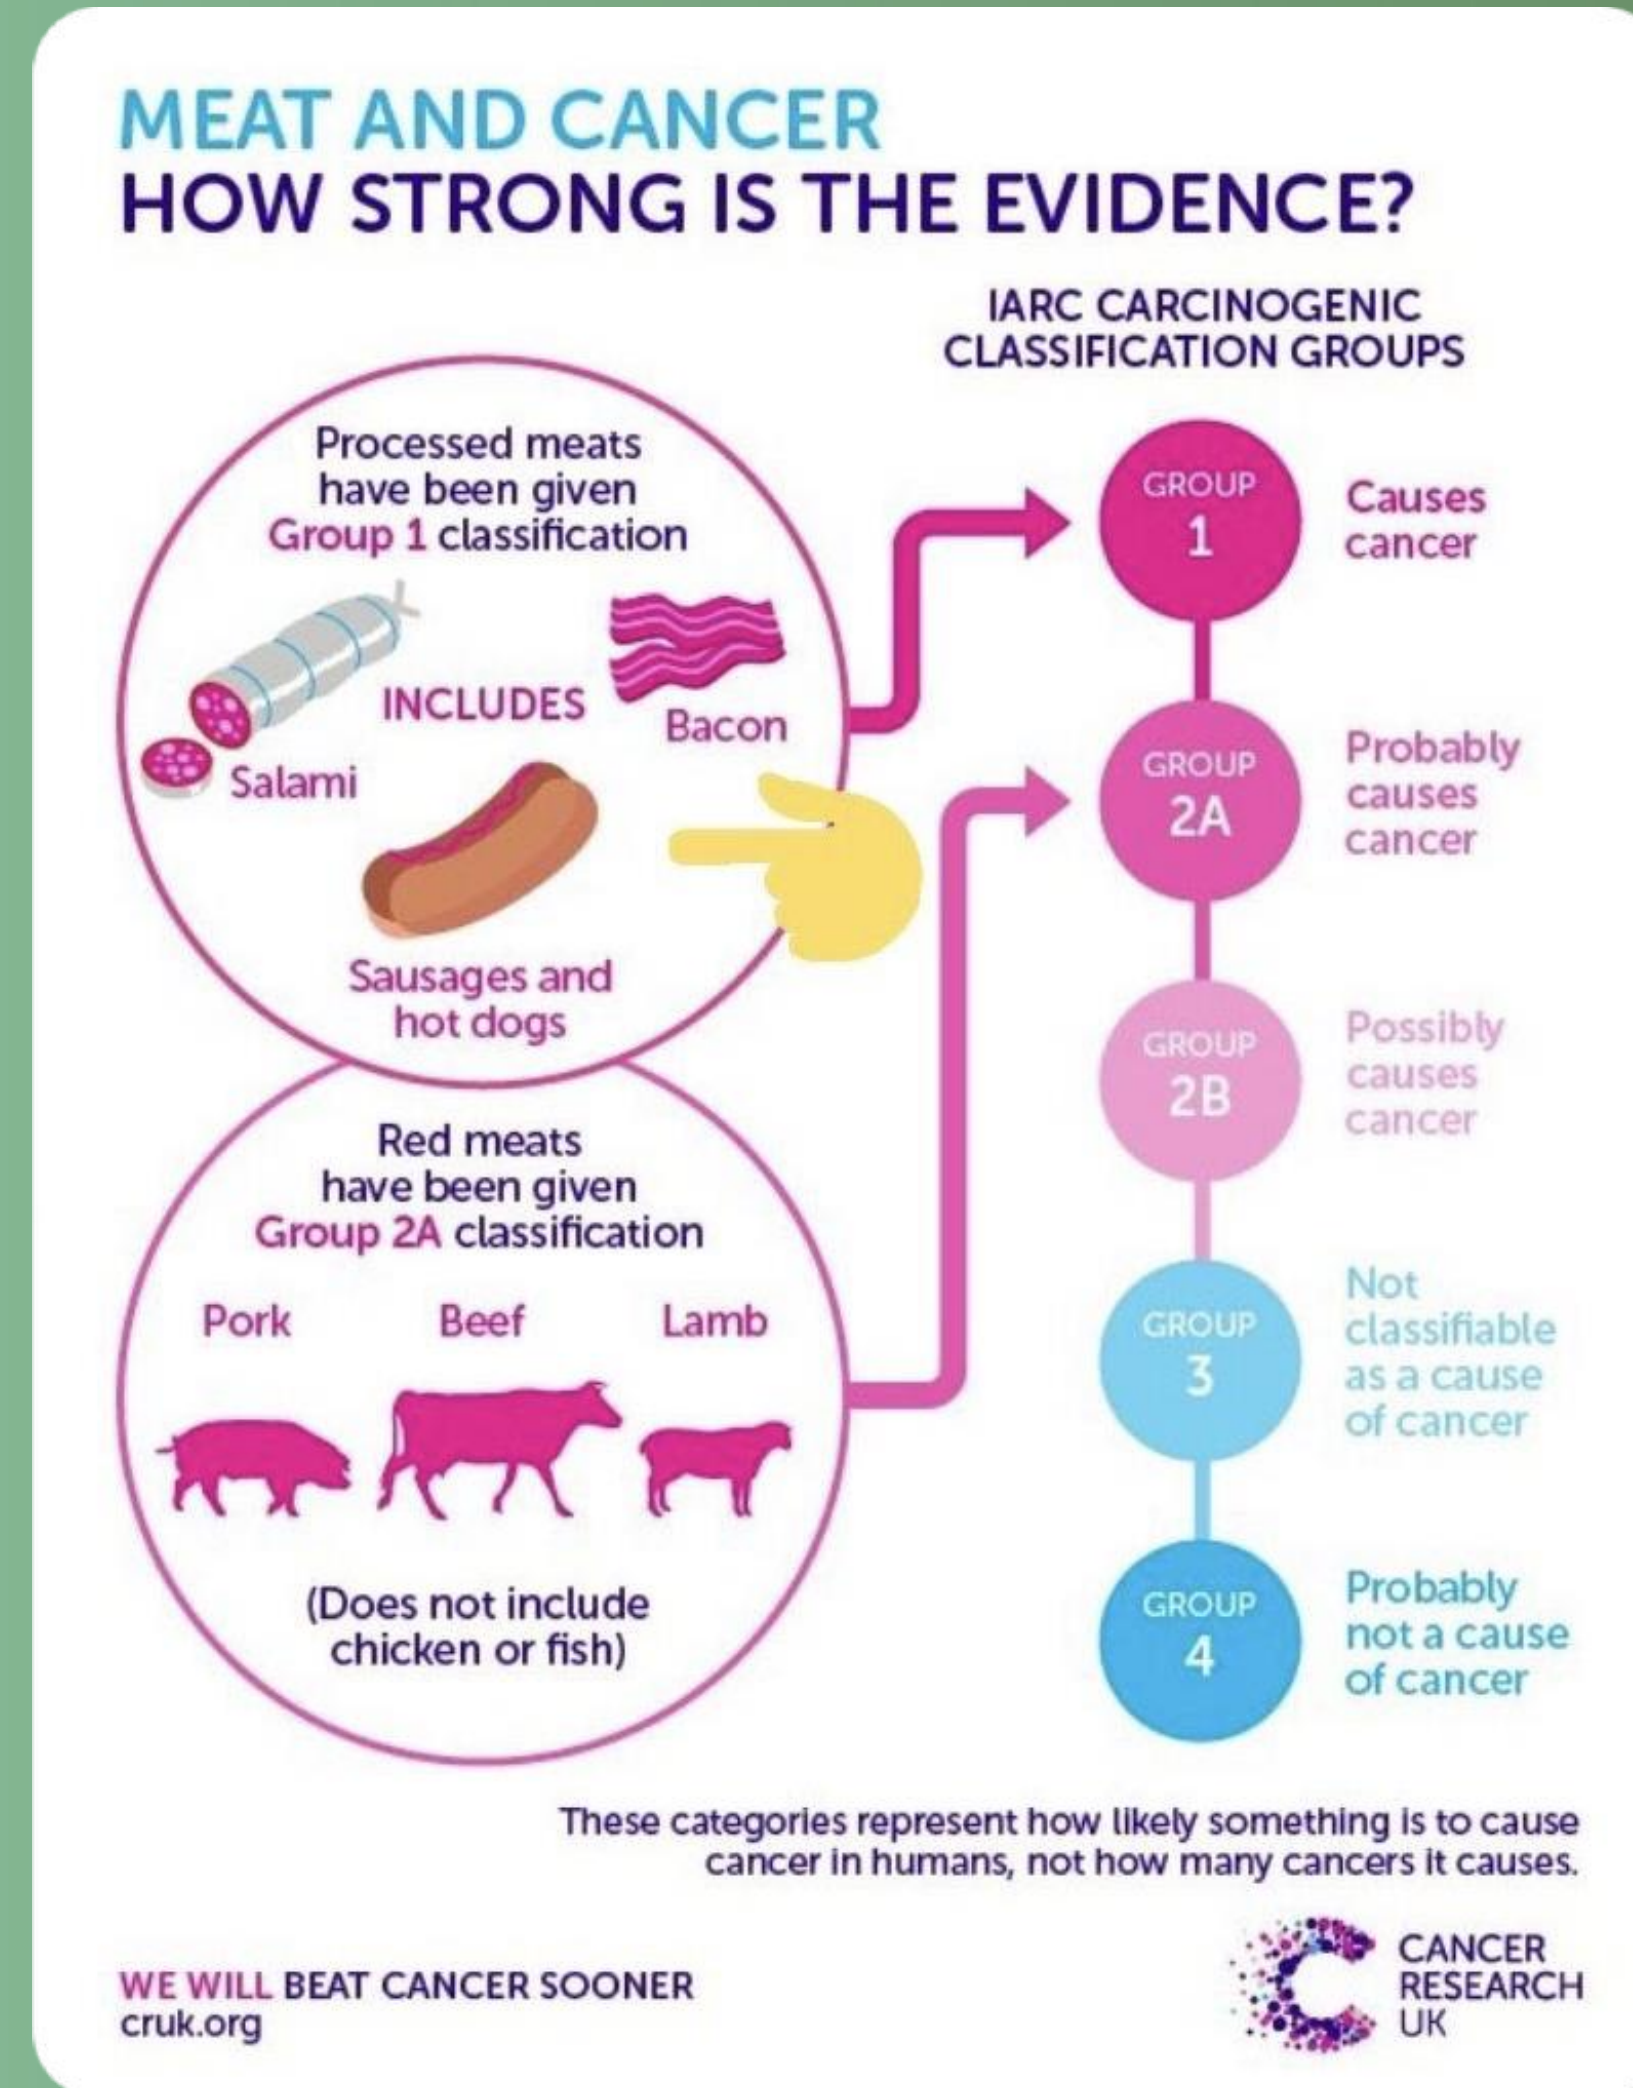 MEAT AND CANCER
HOW STRONG IS THE EVIDENCE?
IARC CARCINOGENIC
CLASSIFICATION GROUPS
Processed meats
have been given
Group 1 classification
INCLUDES
Bacon
Salami
Sausages and
hot dogs
Red meats
have been given
Group 2A classification
Pork
Beef
Lamb
(Does not include
chicken or fish)
GROUP
1
Causes
cancer
GROUP
2A
Probably
causes
cancer
GROUP
2B
Possibly
causes
cancer
GROUP
3
Not
classifiable
as a cause
of cancer
GROUP
4
Probably
not a cause
of cancer
These categories represent how likely something is to cause
cancer in humans, not how many cancers it causes.
WE WILL BEAT CANCER SOONER
cruk.org
CANCER
RESEARCH
UK